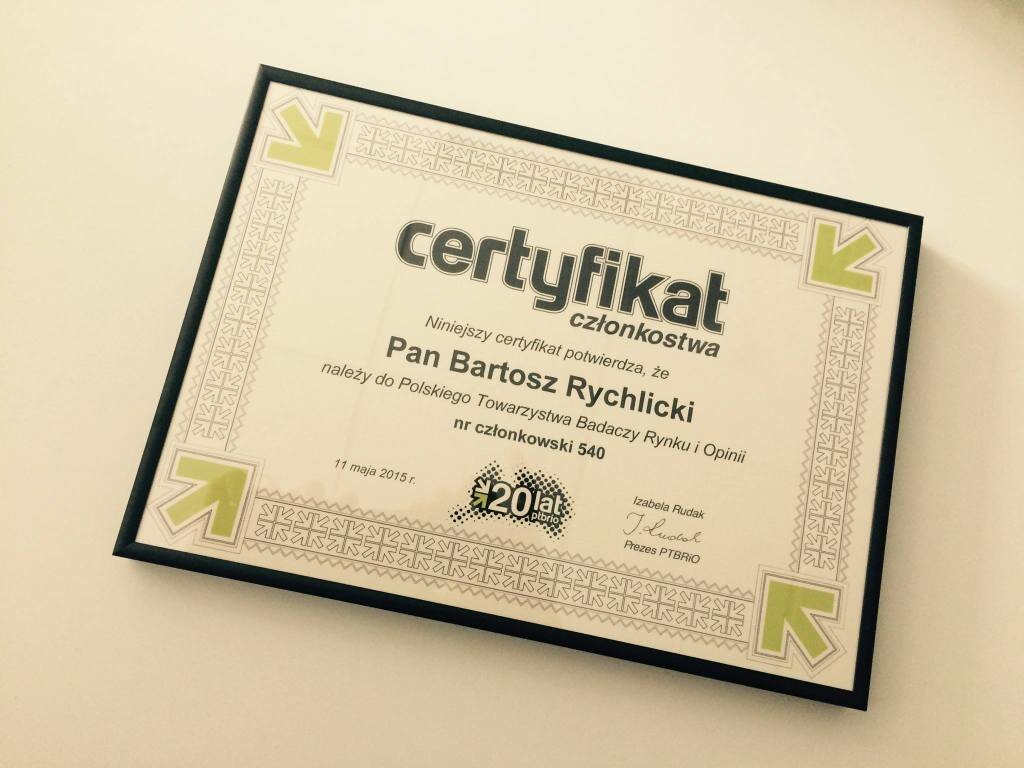 certyfikat
członkostwa
Niniejszy certyfikat potwierdza, że
Pan Bartosz Rychlicki
należy do Polskiego Towarzystwa Badaczy Rynku i Opinii
nr członkowski 540
11 maja 2015 r.
20 lat
ptbrio
Izabela Rudak
I. Rudak
Prezes PTBRiO